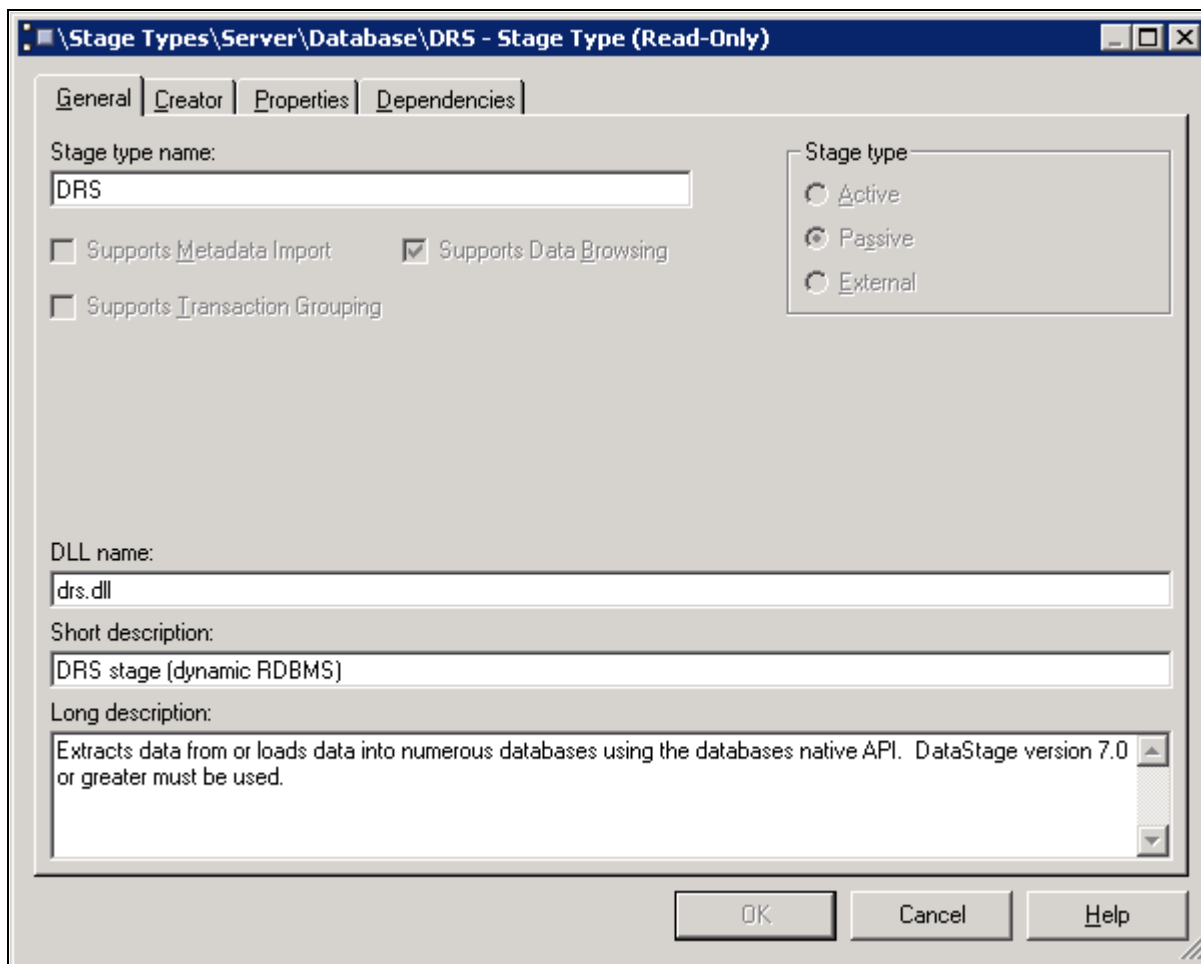 \Stage Types\Server\Database\DRS - Stage Type (Read-Only)
General Creator Properties Dependencies
Stage type name:
DRS
Supports Metadata Import Supports Data Browsing
Supports Transaction Grouping
Stage type
Active
Passive
External
DLL name:
drs.dll
Short description:
DRS stage (dynamic RDBMS)
Long description:
Extracts data from or loads data into numerous databases using the databases native API.  DataStage version 7.0
or greater must be used.
OK Cancel Help